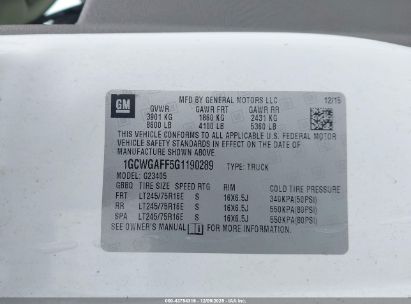 GM
MFD BY GENERAL MOTORS LLC
12/15
GVWR GAWR FRT GAWR RR
3901 KG 1860 KG 2431 KG
8600 LB 4100 LB 5360 LB
THIS VEHICLE CONFORMS TO ALL APPLICABLE U.S. FEDERAL MOTOR
VEHICLE SAFETY STANDARDS IN EFFECT ON THE DATE OF
MANUFACTURE SHOWN ABOVE.
1GCWGAFF5G1190289 TYPE: TRUCK
MODEL: G23405
GBBQ TIRE SIZE SPEED RTG RIM COLD TIRE PRESSURE
FRT LT245/75R16E S 16X6.5J 340KPA(50PSI)
RR LT245/75R16E S 16X6.5J 550KPA(80PSI)
SPA LT245/75R16E S 16X6.5J 550KPA(80PSI)
SEE OWNER'S MANUAL FOR MORE INFORMATION.